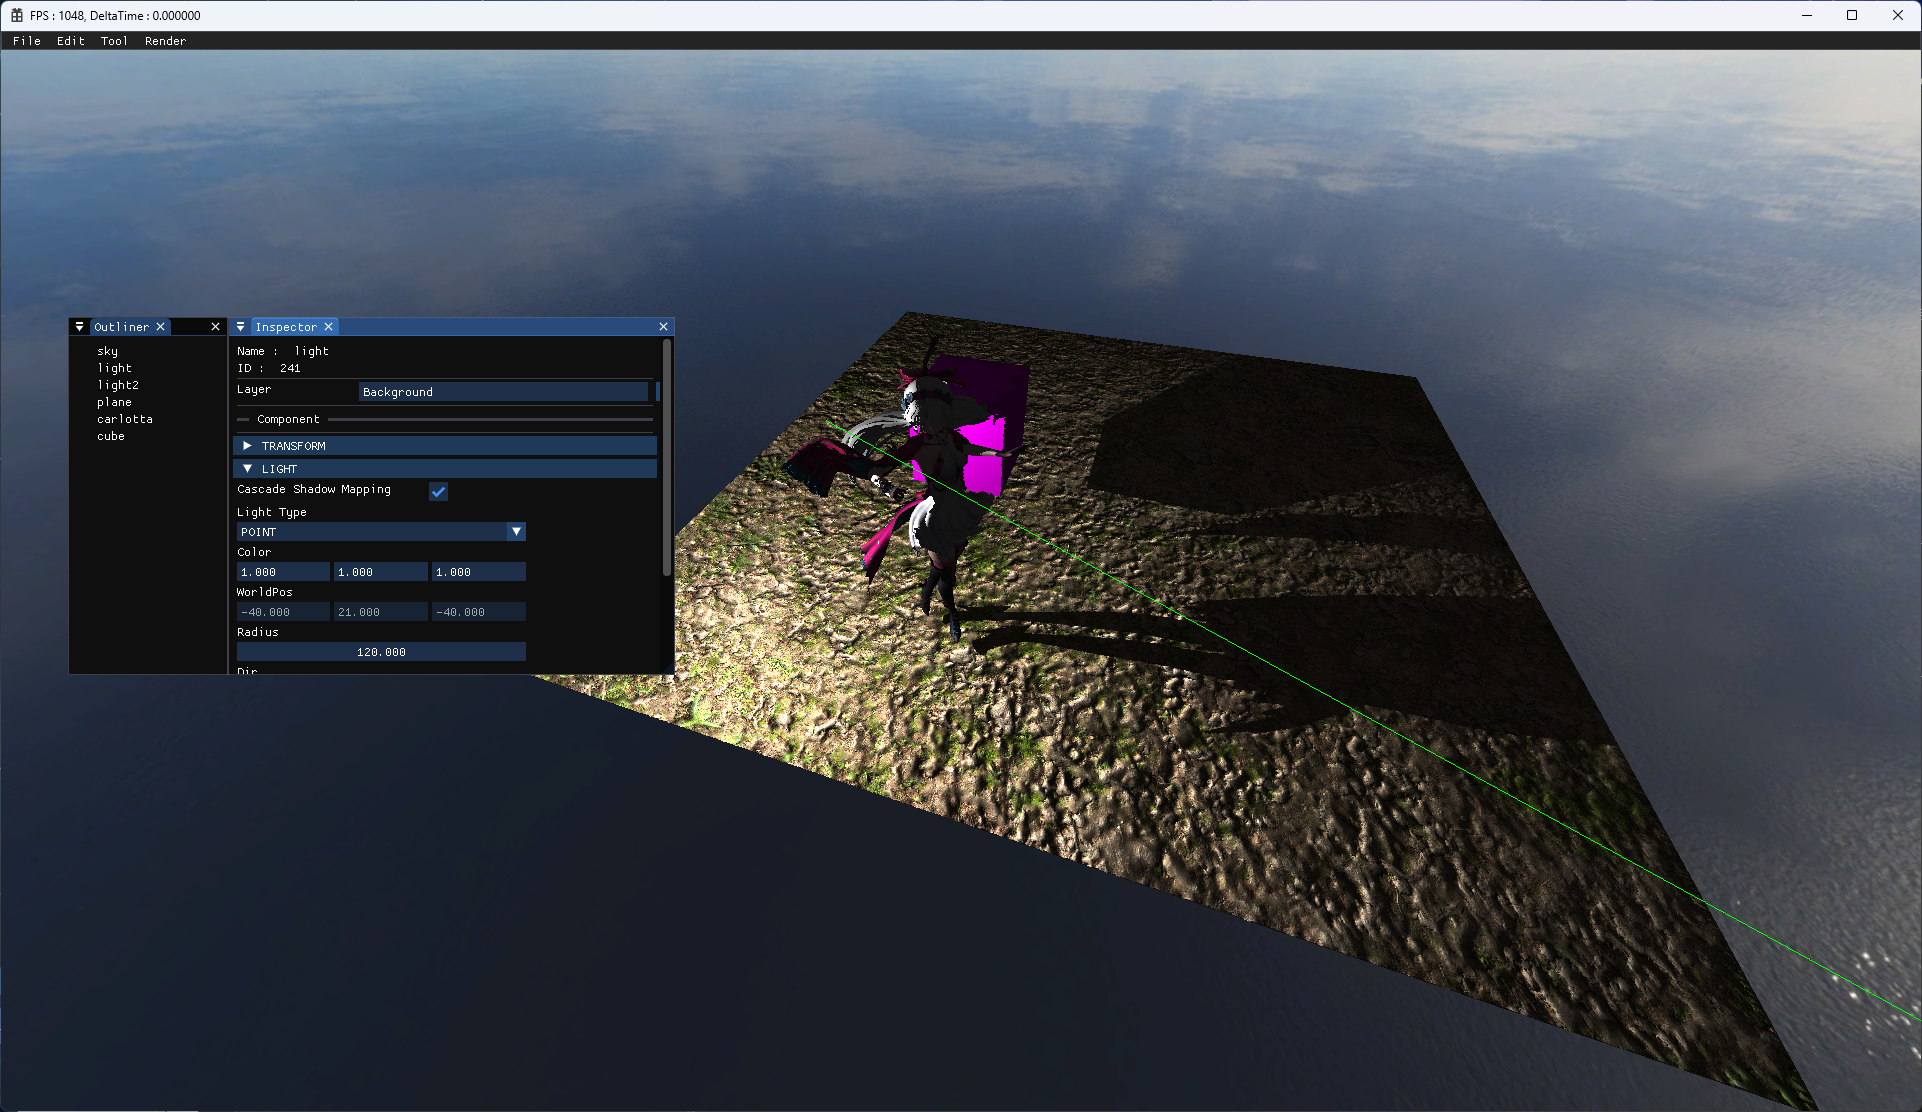 FPS : 1048, DeltaTime : 0.000000
File Edit Tool Render
Outliner
sky
light
light2
plane
carlotta
cube
Inspector
Name : light
ID : 241
Layer Background
Component
TRANSFORM
LIGHT
Cascade Shadow Mapping
Light Type
POINT
Color
1.000 1.000 1.000
WorldPos
-40.000 21.000 -40.000
Radius
120.000
Dir